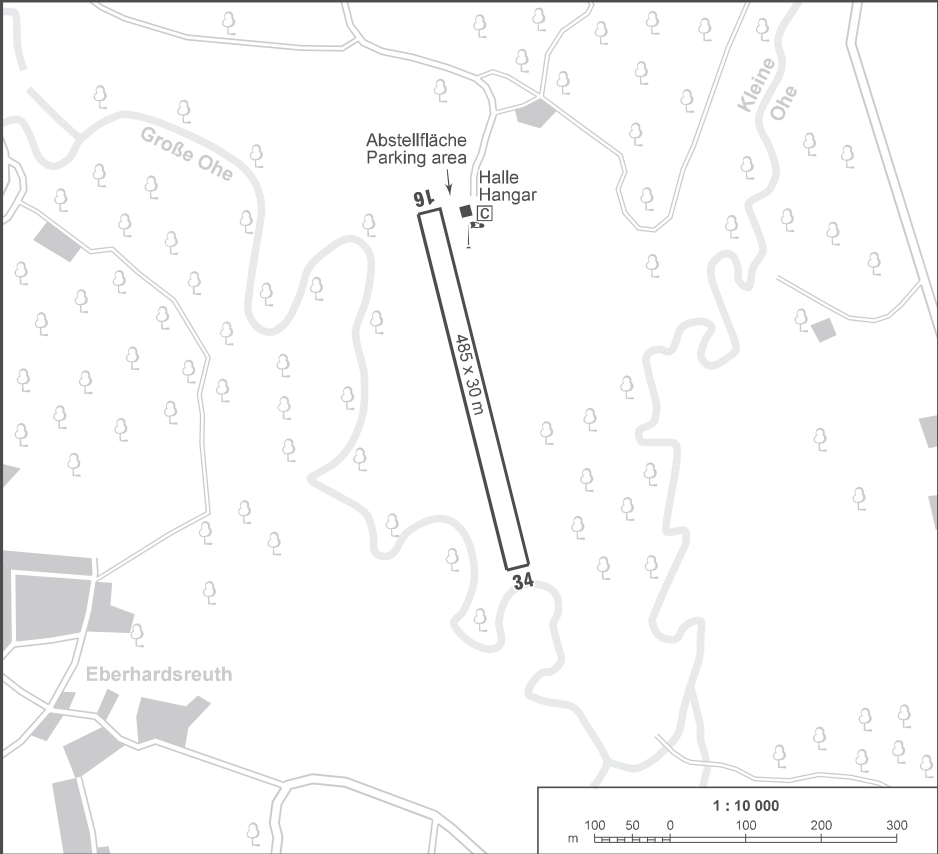 Kleine
Ohe
Große Ohe
Abstellfläche
Parking area
Halle
Hangar
16
C
485 x 30 m
34
Eberhardsreuth
1 : 10 000
m 100 50 0 100 200 300